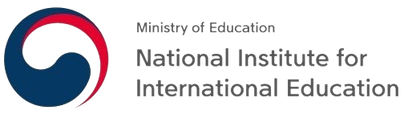 Ministry of Education
National Institute for
International Education